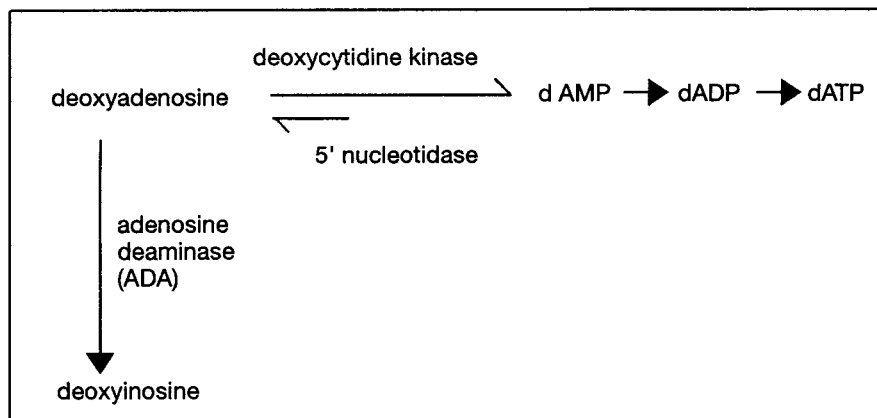 deoxycytidine kinase
deoxyadenosine d AMP dADP dATP
5' nucleotidase
adenosine
deaminase
(ADA)
deoxyinosine